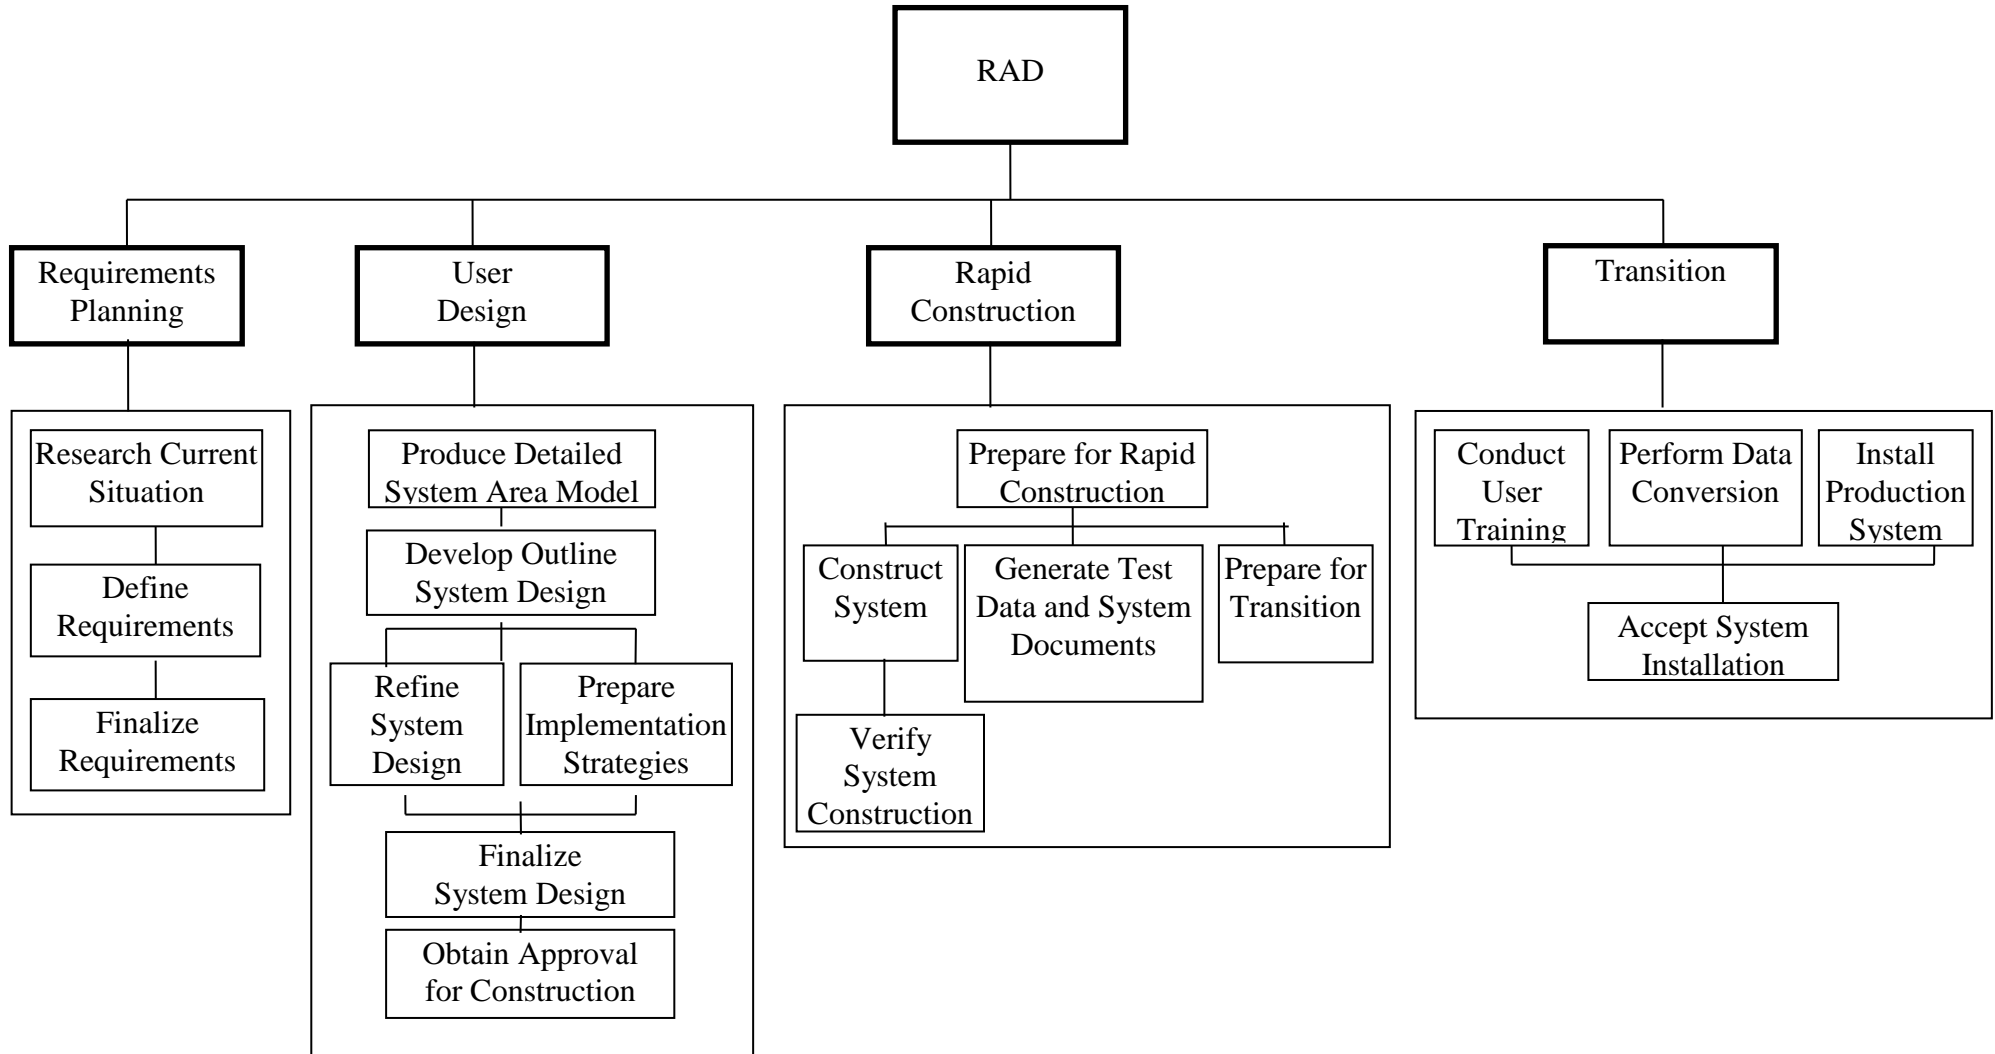 RAD
Requirements
Planning
User
Design
Rapid
Construction
Transition
Research Current
Situation
Define
Requirements
Finalize
Requirements
Produce Detailed
System Area Model
Develop Outline
System Design
Refine
System
Design
Prepare
Implementation
Strategies
Finalize
System Design
Obtain Approval
for Construction
Prepare for Rapid
Construction
Construct
System
Generate Test
Data and System
Documents
Prepare for
Transition
Verify
System
Construction
Conduct
User
Training
Perform Data
Conversion
Install
Production
System
Accept System
Installation